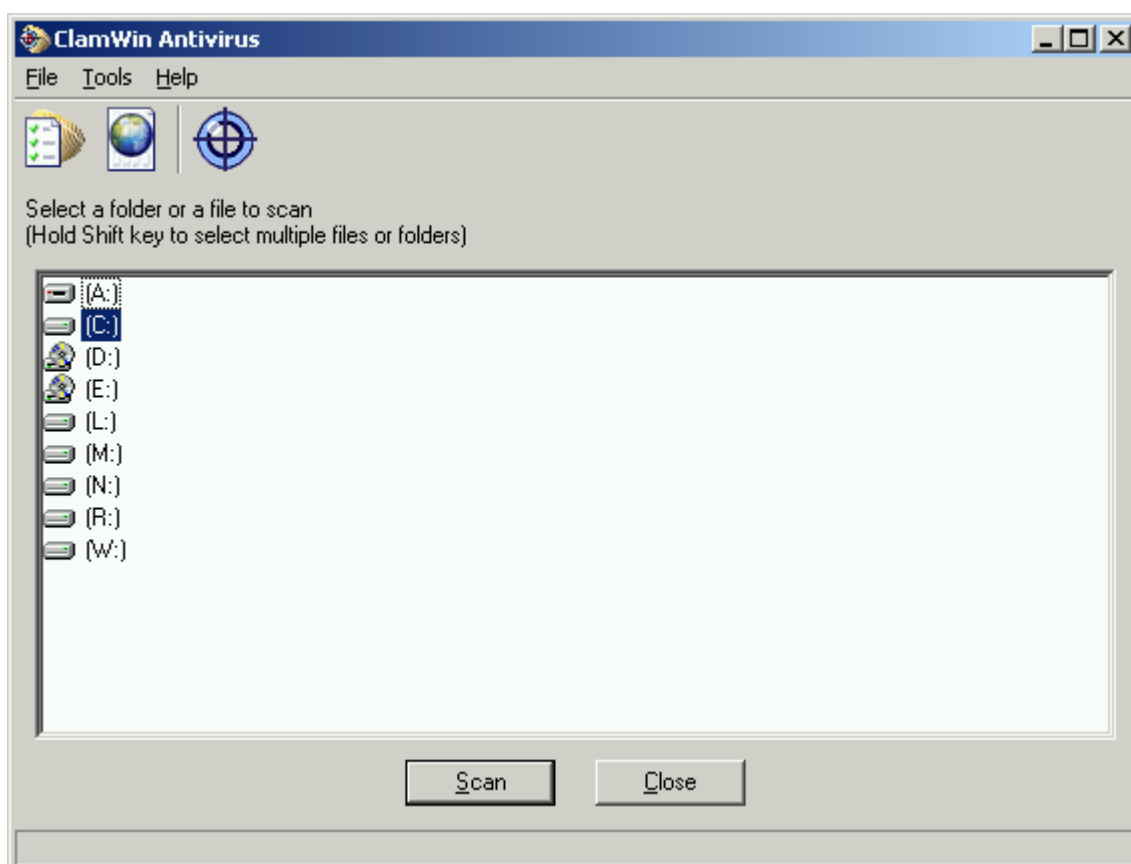 ClamWin Antivirus
File Tools Help
Select a folder or a file to scan
(Hold Shift key to select multiple files or folders)
(A:)
(C:)
(D:)
(E:)
(L:)
(M:)
(N:)
(R:)
(W:)
Scan Close